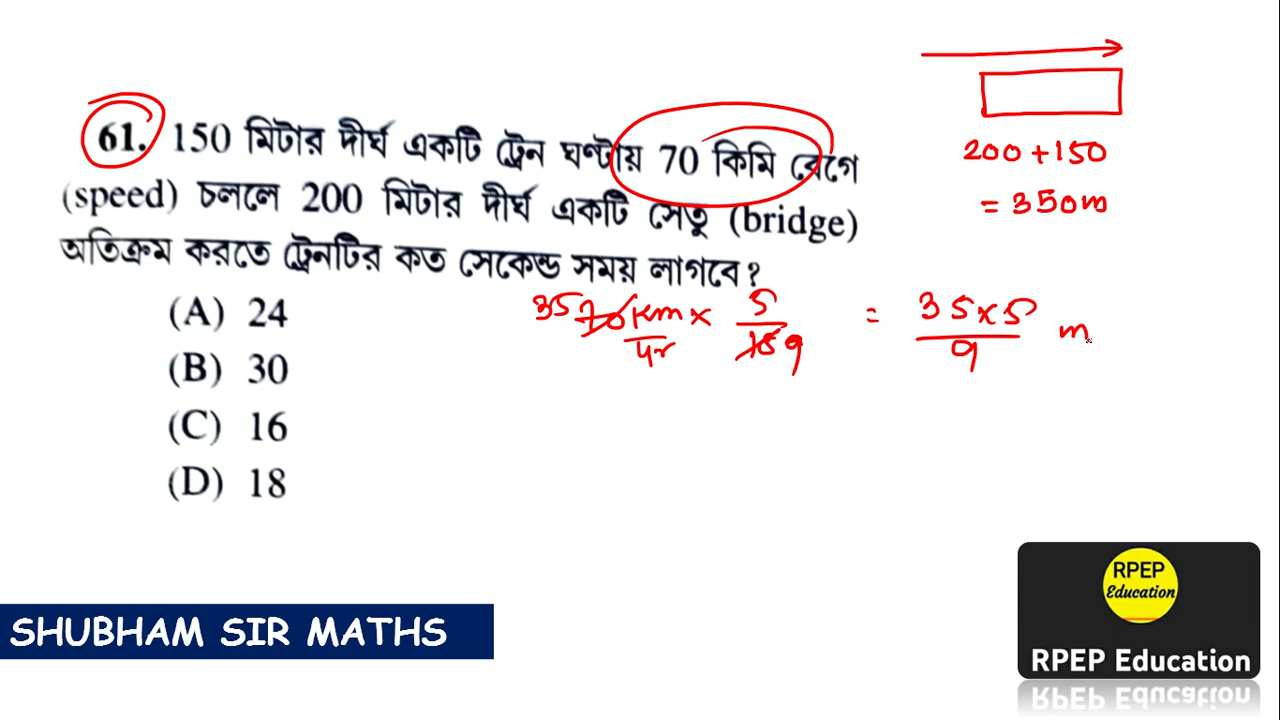 61. 150 মিটার দীর্ঘ একটি ট্রেন ঘণ্টায় 70 কিমি বেগে
(speed) চললে 200 মিটার দীর্ঘ একটি সেতু (bridge)
অতিক্রম করতে ট্রেনটির কত সেকেন্ড সময় লাগবে?
(A) 24
(B) 30
(C) 16
(D) 18
200 + 150
= 350m
35 70 km/hr × 5/18 9 = 35×5/9 m
SHUBHAM SIR MATHS
RPEP
Education
RPEP Education